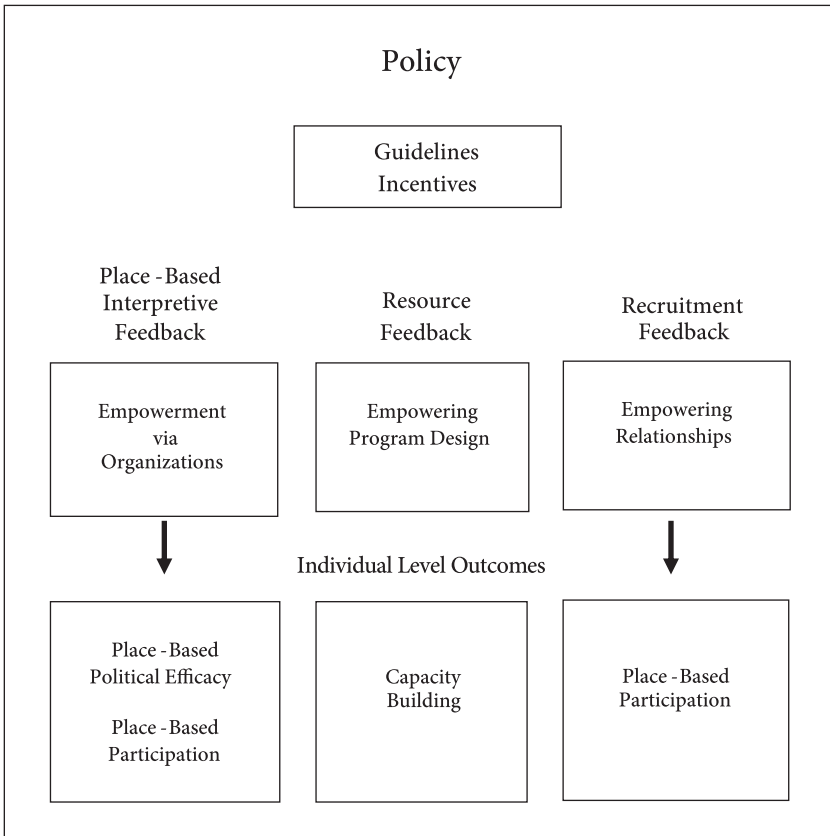 Policy
Guidelines
Incentives
Place-Based
Interpretive
Feedback
Resource
Feedback
Recruitment
Feedback
Empowerment
via
Organizations
Empowering
Program Design
Empowering
Relationships
Individual Level Outcomes
Place-Based
Political Efficacy
Place-Based
Participation
Capacity
Building
Place-Based
Participation